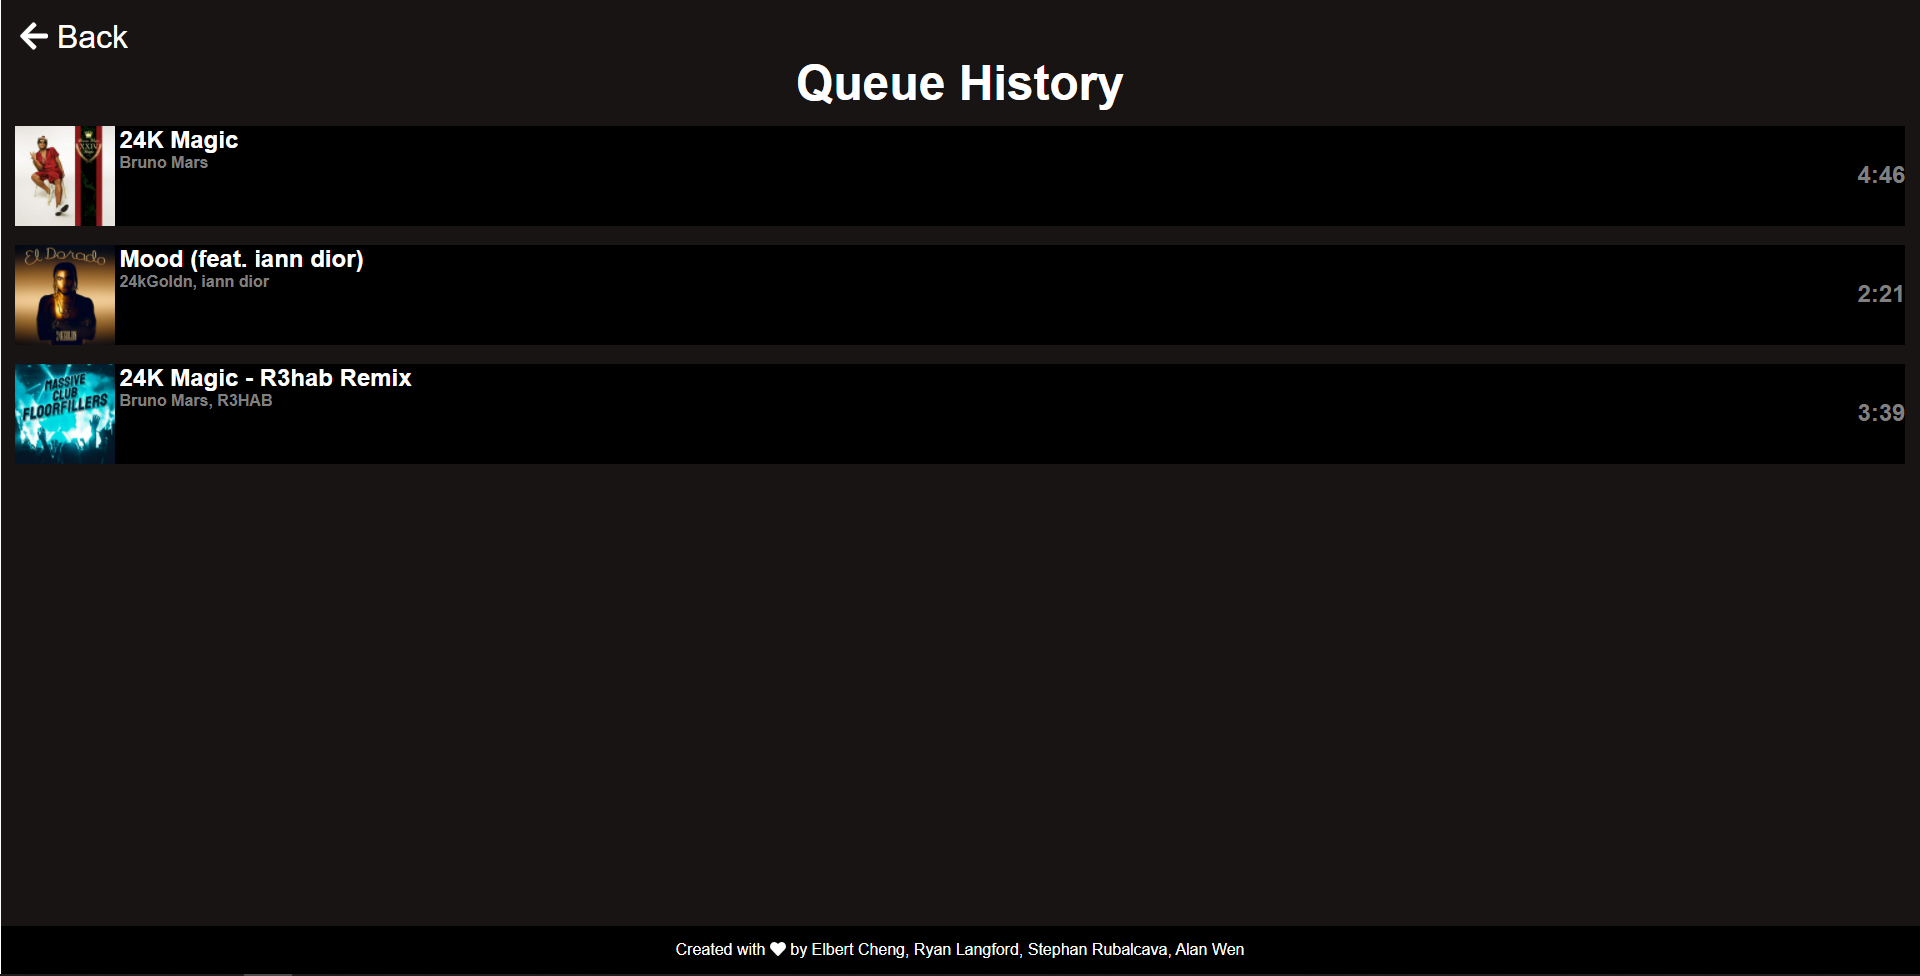 Back
Queue History
24K Magic
Bruno Mars
4:46
El Dorado
Mood (feat. iann dior)
24kGoldn, iann dior
2:21
MASSIVE
CLUB
FLOORFILLERS
24K Magic - R3hab Remix
Bruno Mars, R3HAB
3:39
Created with by Elbert Cheng, Ryan Langford, Stephan Rubalcava, Alan Wen